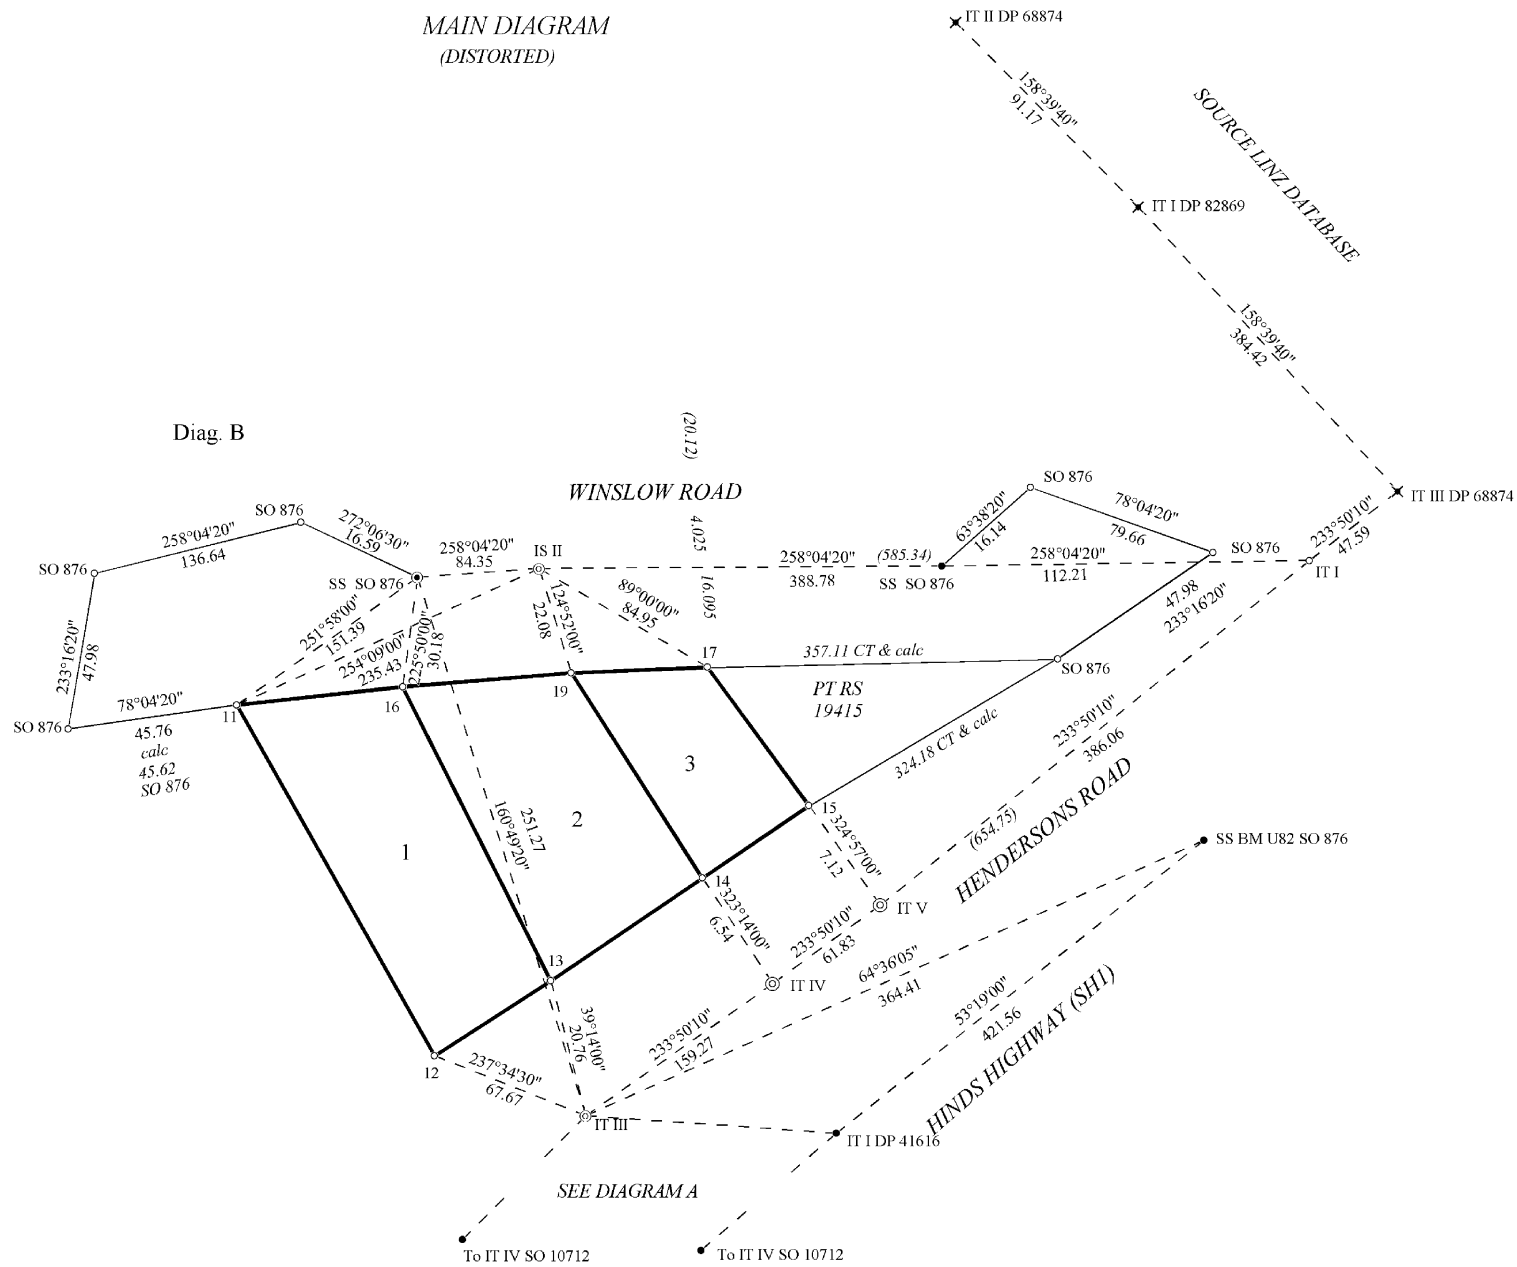 MAIN DIAGRAM
(DISTORTED)
IT II DP 68874
158°39'40"
91.17
SOURCE LINZ DATABASE
IT I DP 82869
158°39'40"
384.42
Diag. B
(20.12)
WINSLOW ROAD
SO 876
78°04'20"
79.66
63°38'20"
16.14
IT III DP 68874
233°50'10"
47.59
SO 876
272°06'30"
16.59
258°04'20"
136.64
SO 876
SS SO 876
258°04'20"
84.35
IS II
4.025
16.095
258°04'20"
388.78
(585.34)
SS SO 876
258°04'20"
112.21
SO 876
IT I
47.98
233°16'20"
233°16'20"
47.98
251°58'00"
151.39
254°09'00"
235.43
225°50'00"
30.18
124°52'00"
22.08
89°00'00"
84.95
17
357.11 CT & calc
SO 876
PT RS
19415
SO 876
78°04'20"
45.76
calc
45.62
SO 876
11
16
19
324.18 CT & calc
233°50'10"
386.06
3
2
1
251.27
160°49'20"
15
324°57'00"
7.12
(654.75)
HENDERSONS ROAD
SS BM U82 SO 876
14
323°14'00"
6.54
IT V
233°50'10"
61.83
64°36'05"
364.41
13
IT IV
53°19'00"
421.56
HINDS HIGHWAY (SH1)
39°14'00"
20.76
233°50'10"
159.27
12
237°34'30"
67.67
IT III
IT I DP 41616
SEE DIAGRAM A
To IT IV SO 10712
To IT IV SO 10712